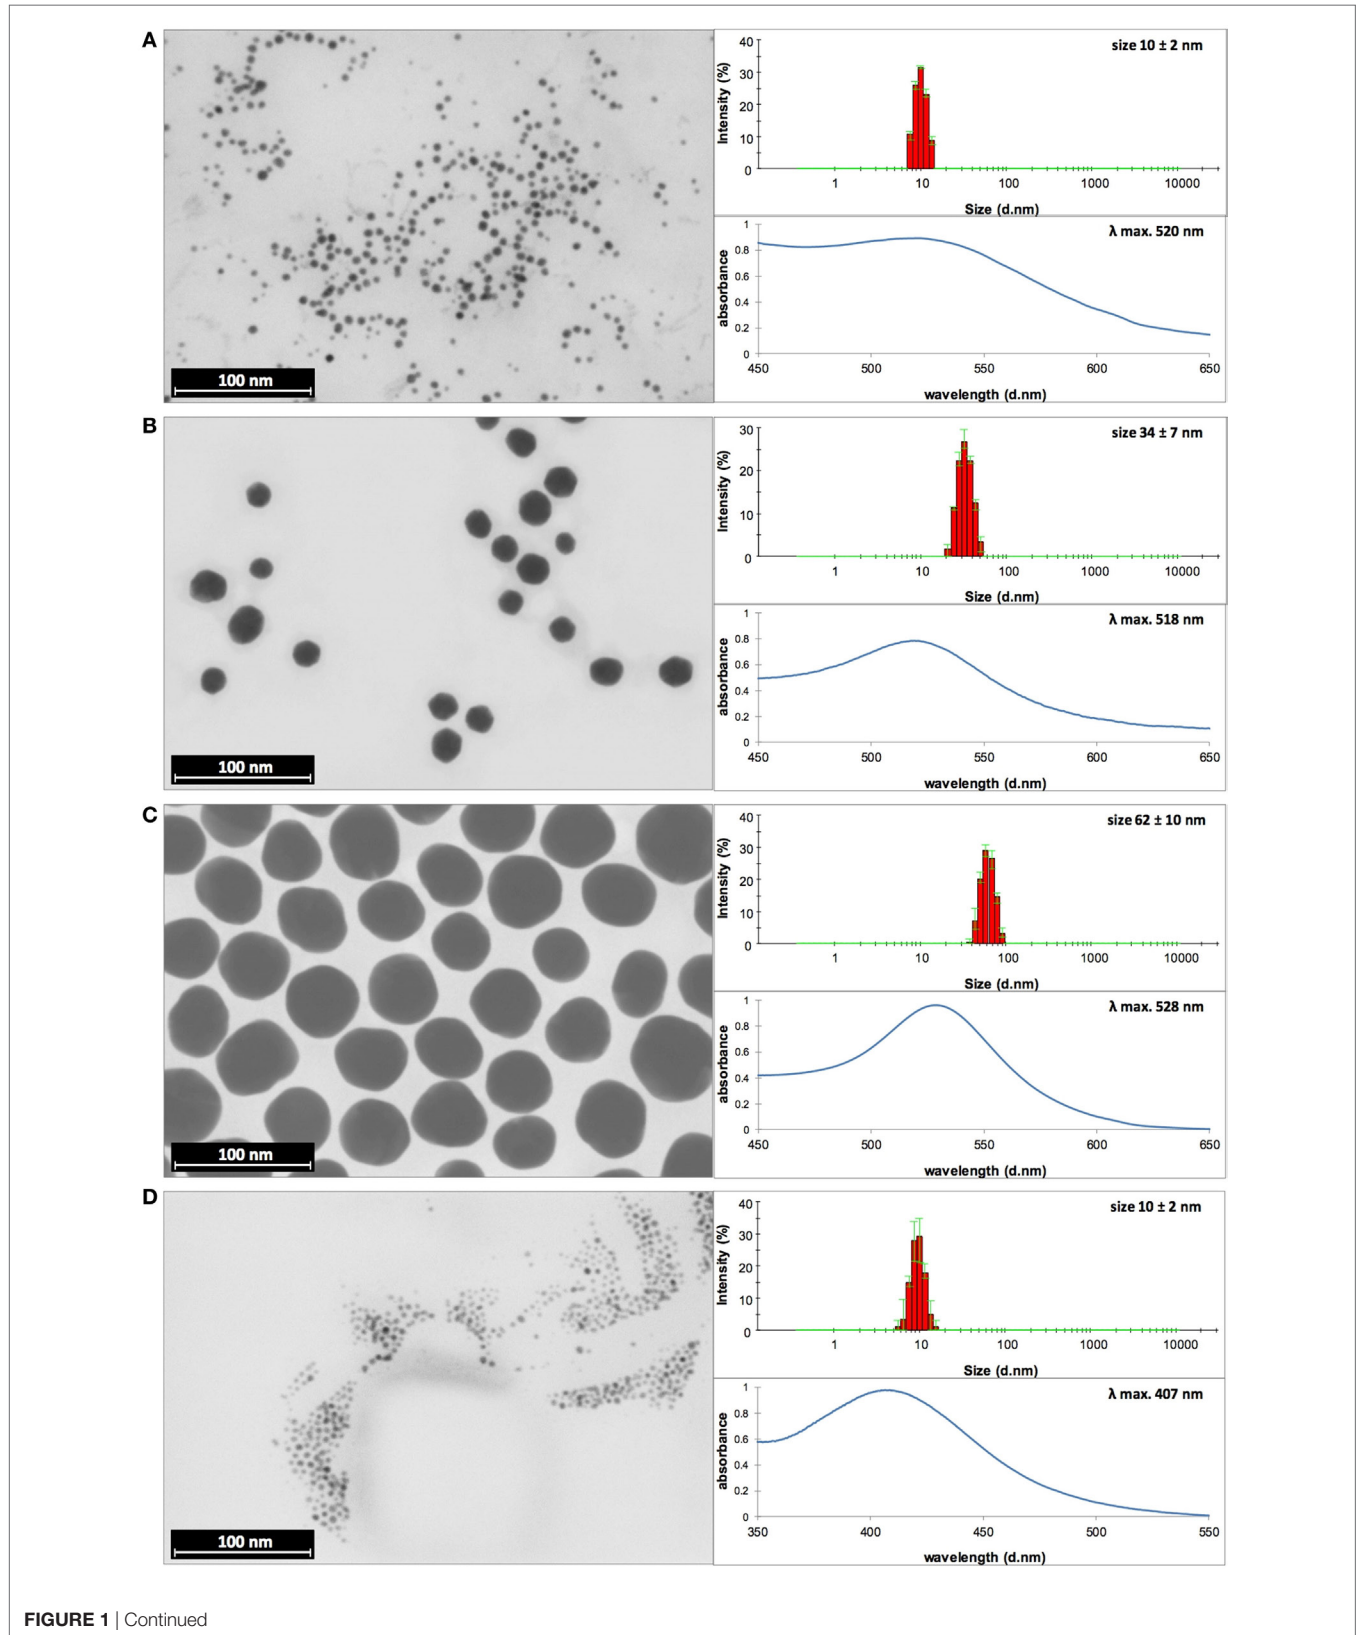 A
100 nm
size 10 ± 2 nm
Intensity (%)
40
30
20
10
0
1 10 100 1000 10000
Size (d.nm)
λ max. 520 nm
absorbance
1
0.8
0.6
0.4
0.2
0
450 500 550 600 650
wavelength (d.nm)
B
100 nm
size 34 ± 7 nm
Intensity (%)
30
20
10
0
1 10 100 1000 10000
Size (d.nm)
λ max. 518 nm
absorbance
1
0.8
0.6
0.4
0.2
0
450 500 550 600 650
wavelength (d.nm)
C
100 nm
size 62 ± 10 nm
Intensity (%)
40
30
20
10
0
1 10 100 1000 10000
Size (d.nm)
λ max. 528 nm
absorbance
1
0.8
0.6
0.4
0.2
0
450 500 550 600 650
wavelength (d.nm)
D
100 nm
size 10 ± 2 nm
Intensity (%)
40
30
20
10
0
1 10 100 1000 10000
Size (d.nm)
λ max. 407 nm
absorbance
1
0.8
0.6
0.4
0.2
0
350 400 450 500 550
wavelength (d.nm)
FIGURE 1 | Continued